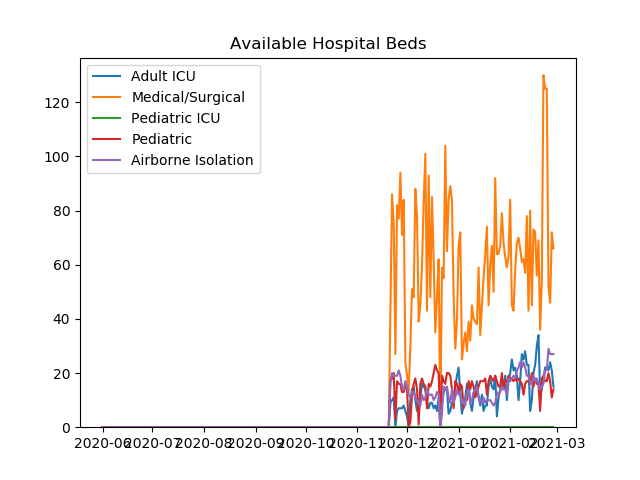 Available Hospital Beds
Adult ICU
Medical/Surgical
Pediatric ICU
Pediatric
Airborne Isolation
120
100
80
60
40
20
0
2020-06 2020-07 2020-08 2020-09 2020-10 2020-11 2020-12 2021-01 2021-02 2021-03